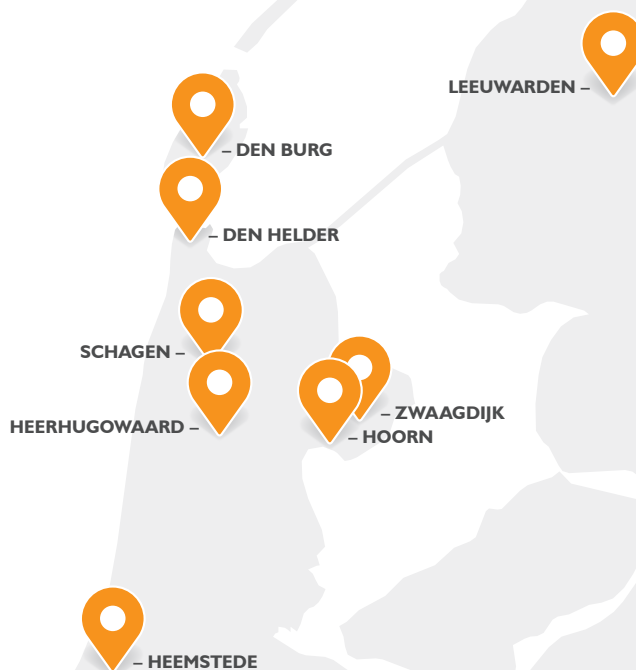 LEEUWARDEN –
– DEN BURG
– DEN HELDER
SCHAGEN –
– ZWAAGDIJK
HEERHUGOWAARD –
– HOORN
– HEEMSTEDE